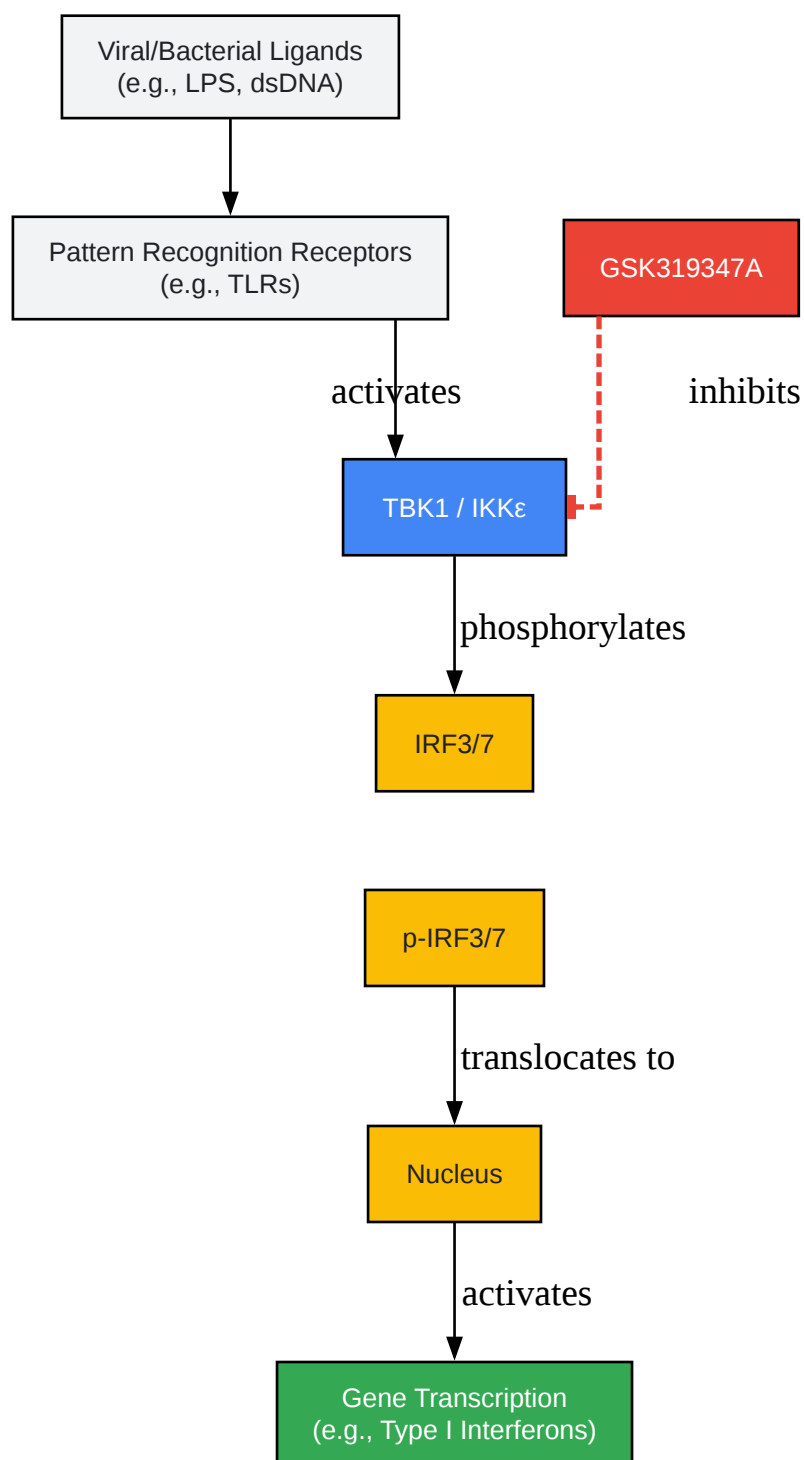 Viral/Bacterial Ligands
(e.g., LPS, dsDNA)
Pattern Recognition Receptors
(e.g., TLRs)
GSK319347A
activates
inhibits
TBK1 / IKKε
phosphorylates
IRF3/7
p-IRF3/7
translocates to
Nucleus
activates
Gene Transcription
(e.g., Type I Interferons)